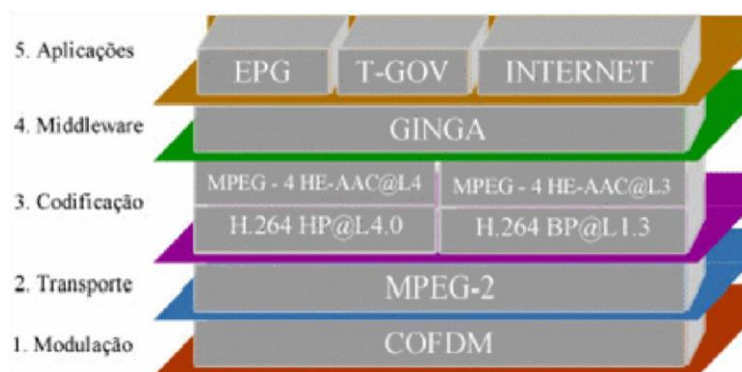 5. Aplicações
EPG T-GOV INTERNET
4. Middleware
GINGA
3. Codificação
MPEG - 4 HE-AAC@L4 MPEG - 4 HE-AAC@L3
H.264 HP@L4.0 H.264 BP@L1.3
2. Transporte
MPEG-2
1. Modulação
COFDM